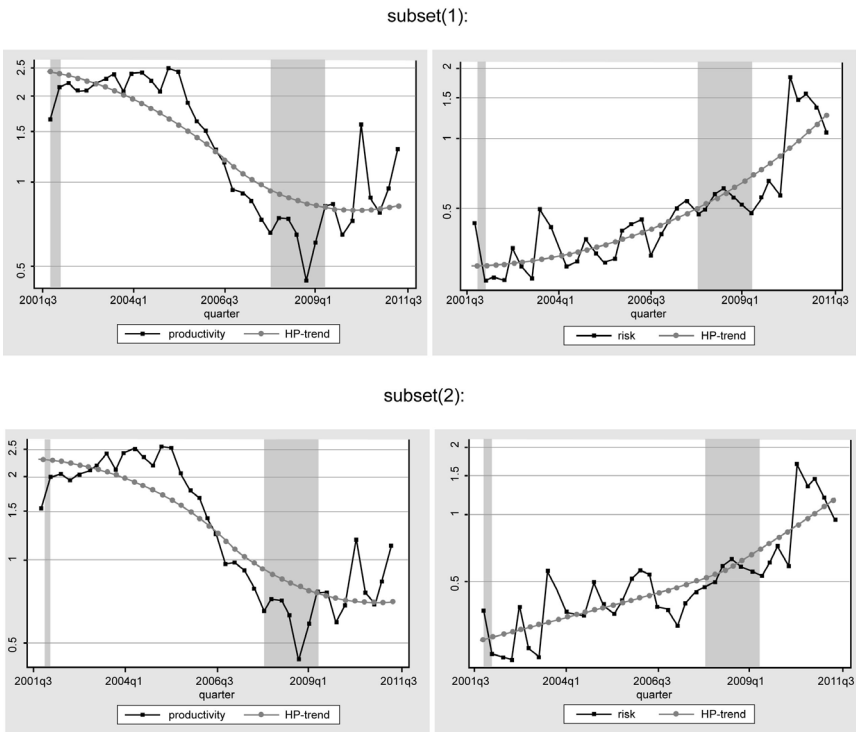 subset(1):
2.5
2
1.5
1
0.5
2001q3 2004q1 2006q3 2009q1 2011q3
quarter
productivity HP-trend
2
1.5
1
0.5
2001q3 2004q1 2006q3 2009q1 2011q3
quarter
risk HP-trend
subset(2):
2.5
2
1.5
1
0.5
2001q3 2004q1 2006q3 2009q1 2011q3
quarter
productivity HP-trend
2
1.5
1
0.5
2001q3 2004q1 2006q3 2009q1 2011q3
quarter
risk HP-trend